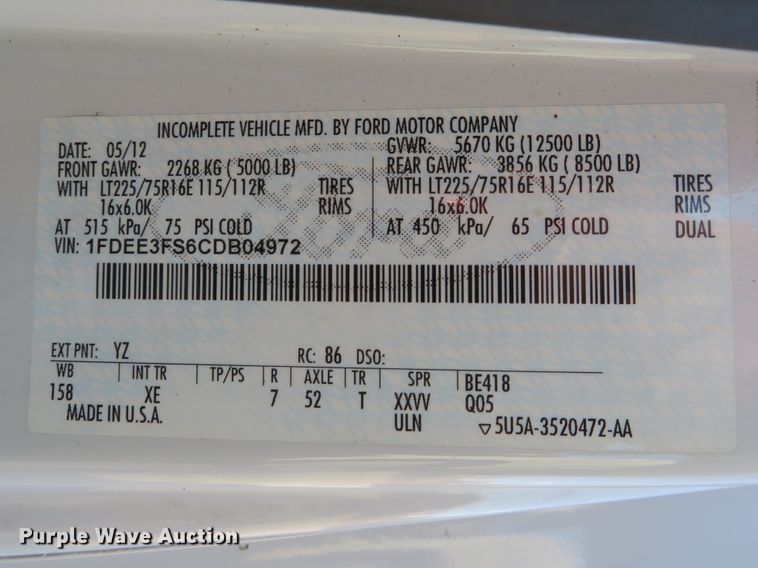 INCOMPLETE VEHICLE MFD. BY FORD MOTOR COMPANY
DATE: 05/12 GVWR: 5670 KG (12500 LB)
FRONT GAWR: 2268 KG ( 5000 LB) REAR GAWR: 3856 KG ( 8500 LB)
WITH LT225/75R16E 115/112R TIRES WITH LT225/75R16E 115/112R TIRES
16x6.0K RIMS 16x6.0K RIMS
AT 515 kPa/ 75 PSI COLD AT 450 kPa/ 65 PSI COLD DUAL
VIN: 1FDEE3FS6CDB04972
EXT PNT: YZ RC: 86 DSO:
WB INT TR TP/PS R AXLE TR SPR BE418
158 XE 7 52 T XXVV Q05
MADE IN U.S.A. ULN ▽5U5A-3520472-AA
Purple Wave Auction